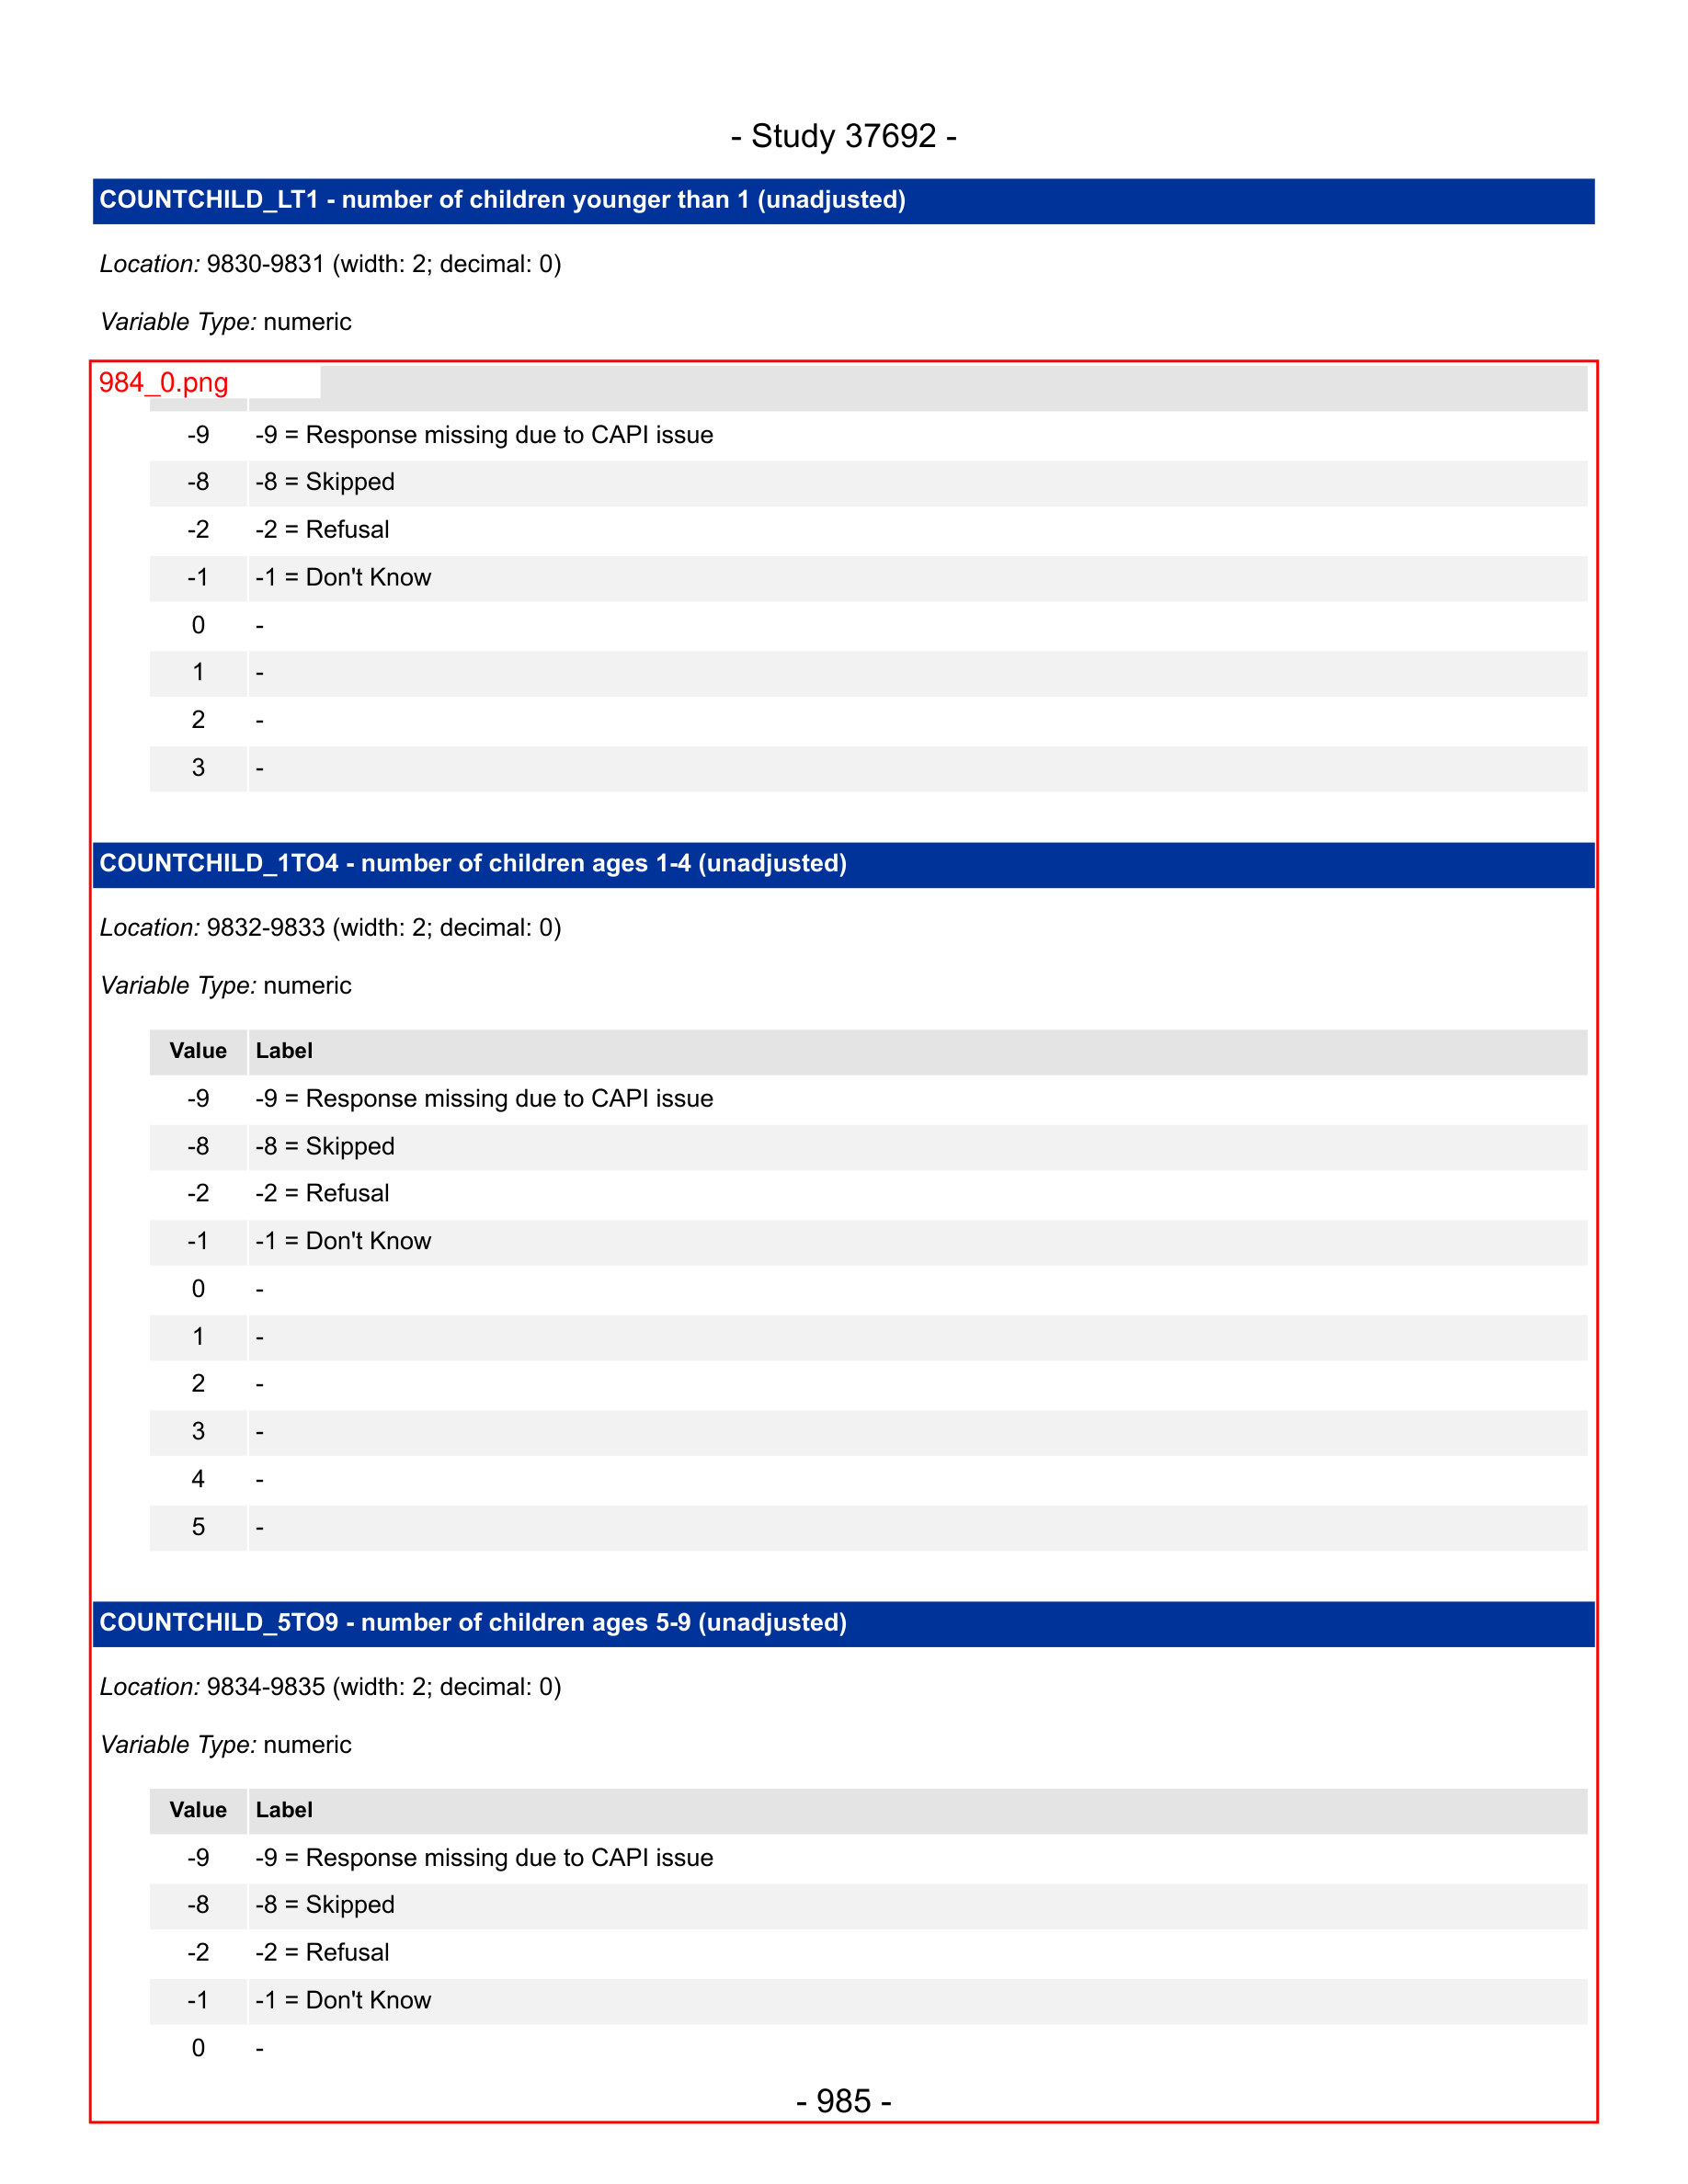 - Study 37692 -
COUNTCHILD_LT1 - number of children younger than 1 (unadjusted)
Location: 9830-9831 (width: 2; decimal: 0)
Variable Type: numeric
984_0.png
-9 -9 = Response missing due to CAPI issue
-8 -8 = Skipped
-2 -2 = Refusal
-1 -1 = Don't Know
0 -
1 -
2 -
3 -
COUNTCHILD_1TO4 - number of children ages 1-4 (unadjusted)
Location: 9832-9833 (width: 2; decimal: 0)
Variable Type: numeric
Value Label
-9 -9 = Response missing due to CAPI issue
-8 -8 = Skipped
-2 -2 = Refusal
-1 -1 = Don't Know
0 -
1 -
2 -
3 -
4 -
5 -
COUNTCHILD_5TO9 - number of children ages 5-9 (unadjusted)
Location: 9834-9835 (width: 2; decimal: 0)
Variable Type: numeric
Value Label
-9 -9 = Response missing due to CAPI issue
-8 -8 = Skipped
-2 -2 = Refusal
-1 -1 = Don't Know
0 -
- 985 -